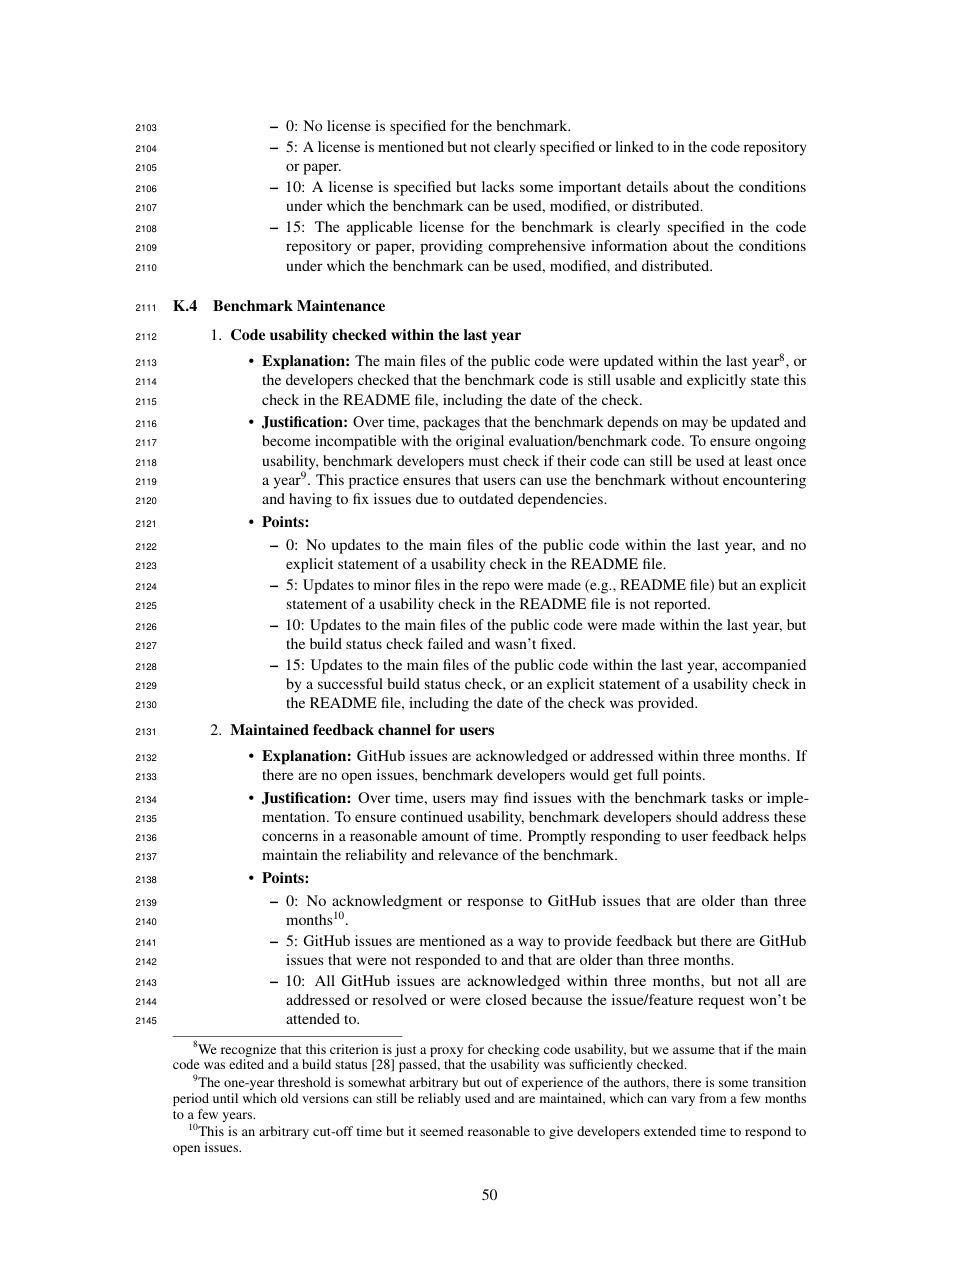 2103 – 0: No license is specified for the benchmark.
2104 – 5: A license is mentioned but not clearly specified or linked to in the code repository
2105 or paper.
2106 – 10: A license is specified but lacks some important details about the conditions
2107 under which the benchmark can be used, modified, or distributed.
2108 – 15: The applicable license for the benchmark is clearly specified in the code
2109 repository or paper, providing comprehensive information about the conditions
2110 under which the benchmark can be used, modified, and distributed.
2111 K.4 Benchmark Maintenance
2112 1. Code usability checked within the last year
2113 • Explanation: The main files of the public code were updated within the last year8, or
2114 the developers checked that the benchmark code is still usable and explicitly state this
2115 check in the README file, including the date of the check.
2116 • Justification: Over time, packages that the benchmark depends on may be updated and
2117 become incompatible with the original evaluation/benchmark code. To ensure ongoing
2118 usability, benchmark developers must check if their code can still be used at least once
2119 a year9. This practice ensures that users can use the benchmark without encountering
2120 and having to fix issues due to outdated dependencies.
2121 • Points:
2122 – 0: No updates to the main files of the public code within the last year, and no
2123 explicit statement of a usability check in the README file.
2124 – 5: Updates to minor files in the repo were made (e.g., README file) but an explicit
2125 statement of a usability check in the README file is not reported.
2126 – 10: Updates to the main files of the public code were made within the last year, but
2127 the build status check failed and wasn't fixed.
2128 – 15: Updates to the main files of the public code within the last year, accompanied
2129 by a successful build status check, or an explicit statement of a usability check in
2130 the README file, including the date of the check was provided.
2131 2. Maintained feedback channel for users
2132 • Explanation: GitHub issues are acknowledged or addressed within three months. If
2133 there are no open issues, benchmark developers would get full points.
2134 • Justification: Over time, users may find issues with the benchmark tasks or imple-
2135 mentation. To ensure continued usability, benchmark developers should address these
2136 concerns in a reasonable amount of time. Promptly responding to user feedback helps
2137 maintain the reliability and relevance of the benchmark.
2138 • Points:
2139 – 0: No acknowledgment or response to GitHub issues that are older than three
2140 months10.
2141 – 5: GitHub issues are mentioned as a way to provide feedback but there are GitHub
2142 issues that were not responded to and that are older than three months.
2143 – 10: All GitHub issues are acknowledged within three months, but not all are
2144 addressed or resolved or were closed because the issue/feature request won't be
2145 attended to.
8We recognize that this criterion is just a proxy for checking code usability, but we assume that if the main
code was edited and a build status [28] passed, that the usability was sufficiently checked.
9The one-year threshold is somewhat arbitrary but out of experience of the authors, there is some transition
period until which old versions can still be reliably used and are maintained, which can vary from a few months
to a few years.
10This is an arbitrary cut-off time but it seemed reasonable to give developers extended time to respond to
open issues.
50